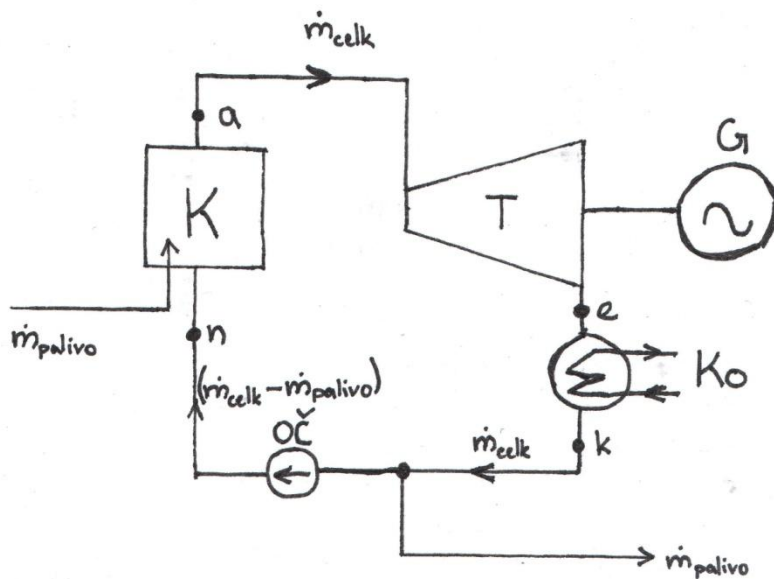 ṁcelk
a
G
K
T
ṁpalivo
n
e
(ṁcelk-ṁpalivo)
Ko
OČ
ṁcelk
k
ṁpalivo